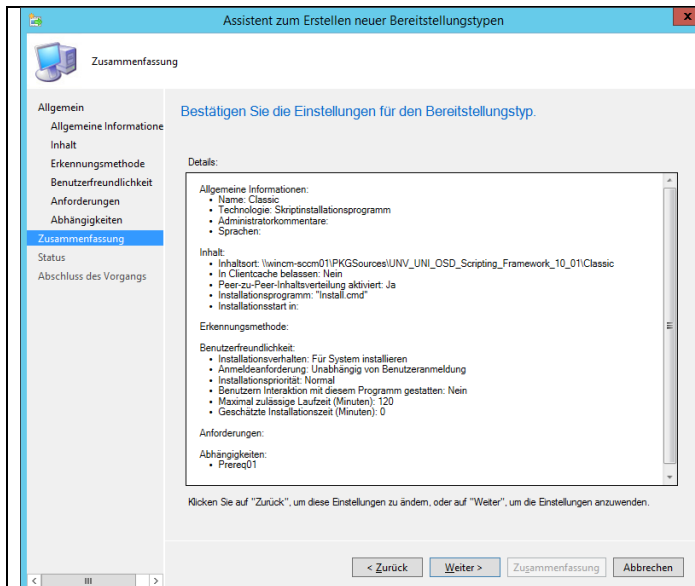 Assistent zum Erstellen neuer Bereitstellungstypen
x
Zusammenfassung
Allgemein
Allgemeine Informatione
Inhalt
Erkennungsmethode
Benutzerfreundlichkeit
Anforderungen
Abhängigkeiten
Zusammenfassung
Status
Abschluss des Vorgangs
Bestätigen Sie die Einstellungen für den Bereitstellungstyp.
Details:
Allgemeine Informationen:
• Name: Classic
• Technologie: Skriptinstallationsprogramm
• Administratorkommentare:
• Sprachen:
Inhalt:
• Inhaltsort: \\wincm-sccm01\PKGSources\UNV_UNI_OSD_Scripting_Framework_10_01\Classic
• In Clientcache belassen: Nein
• Peer-zu-Peer-Inhaltsverteilung aktiviert: Ja
• Installationsprogramm: "Install.cmd"
• Installationsstart in:
Erkennungsmethode:
Benutzerfreundlichkeit:
• Installationsverhalten: Für System installieren
• Anmeldeanforderung: Unabhängig von Benutzeranmeldung
• Installationspriorität: Normal
• Benutzern Interaktion mit diesem Programm gestatten: Nein
• Maximal zulässige Laufzeit (Minuten): 120
• Geschätzte Installationszeit (Minuten): 0
Anforderungen:
Abhängigkeiten:
• Prereq01
Klicken Sie auf "Zurück", um diese Einstellungen zu ändern, oder auf "Weiter", um die Einstellungen anzuwenden.
< Zurück
Weiter >
Zusammenfassung
Abbrechen